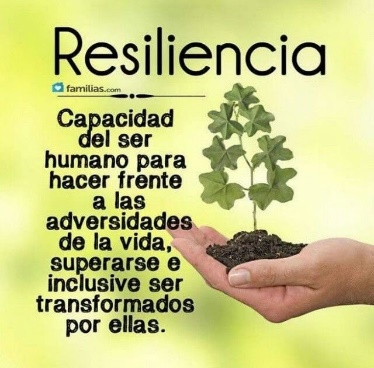 Resiliencia
familias.com
Capacidad
del ser
humano para
hacer frente
a las
adversidades
de la vida,
superarse e
inclusive ser
transformados
por ellas.